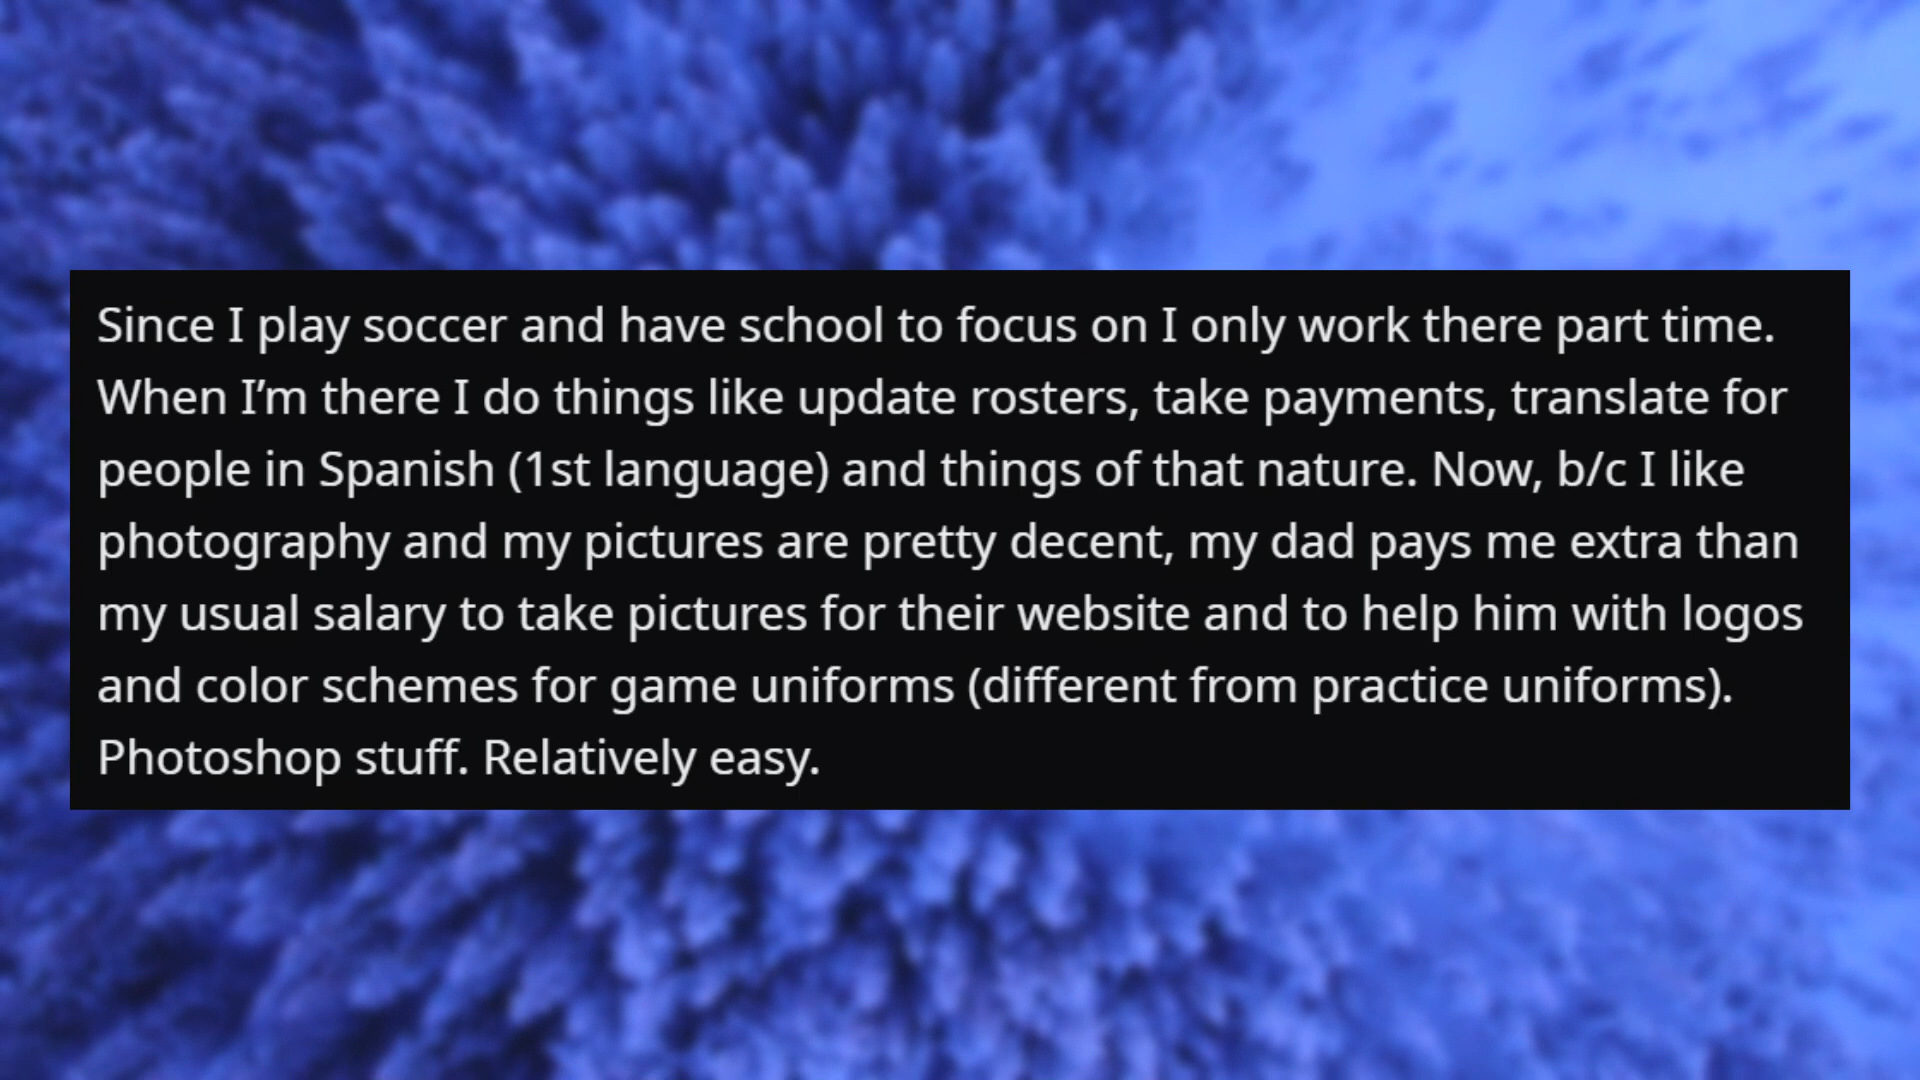 Since I play soccer and have school to focus on I only work there part time.
When I’m there I do things like update rosters, take payments, translate for
people in Spanish (1st language) and things of that nature. Now, b/c I like
photography and my pictures are pretty decent, my dad pays me extra than
my usual salary to take pictures for their website and to help him with logos
and color schemes for game uniforms (different from practice uniforms).
Photoshop stuff. Relatively easy.